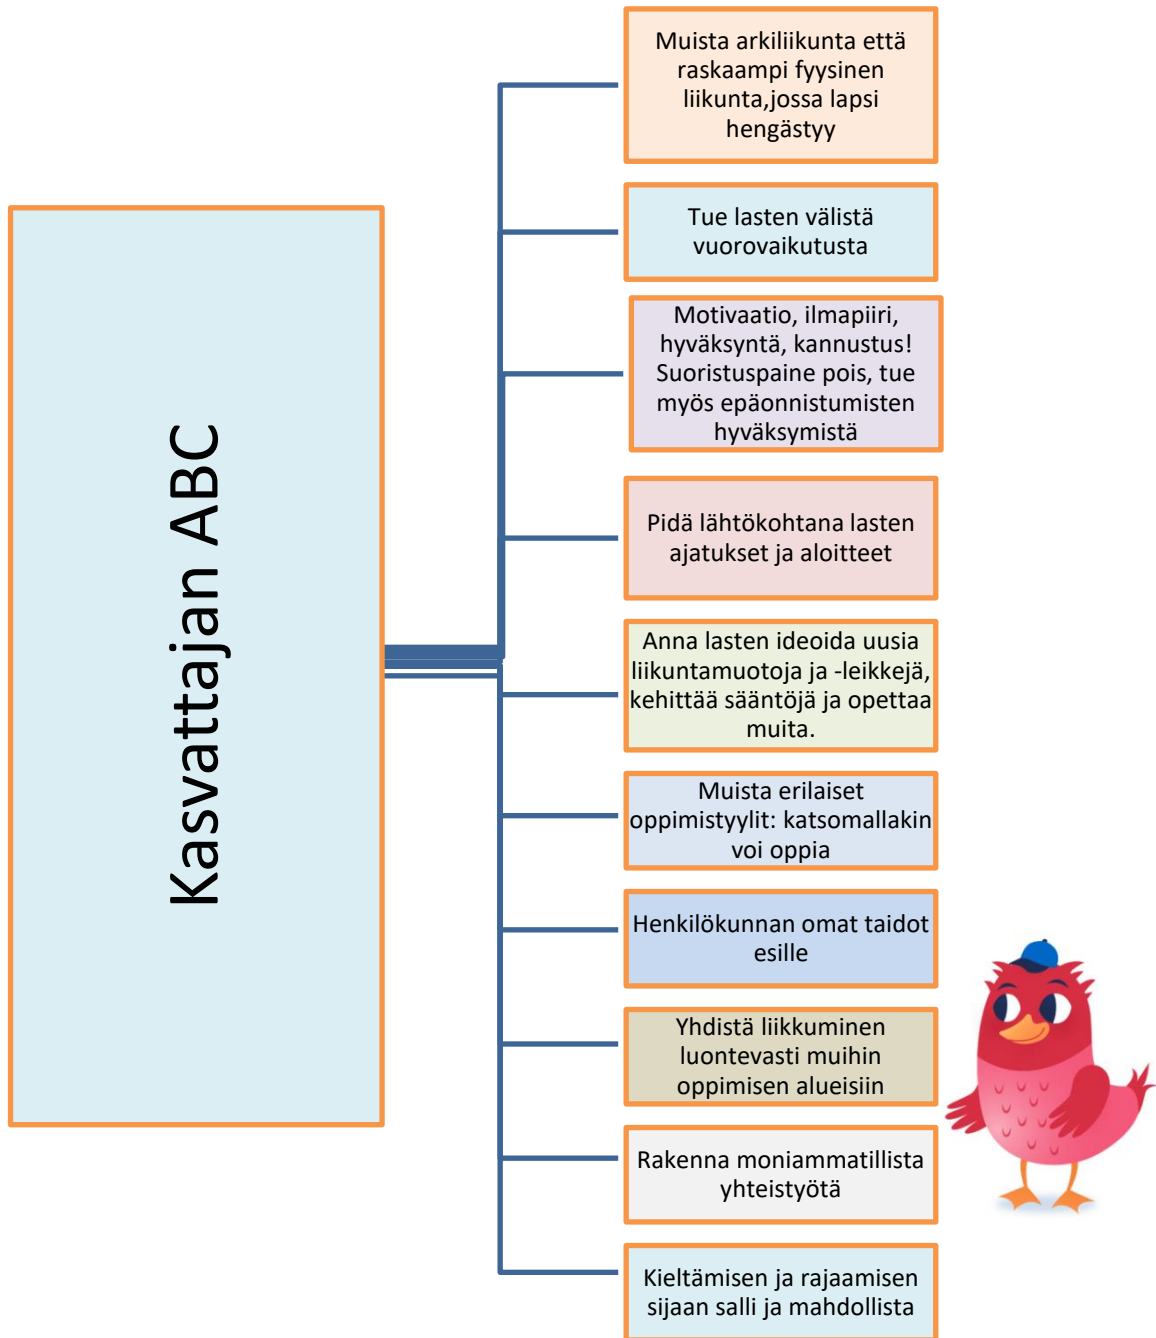 Kasvattajan ABC
Muista arkiliikunta että
raskaampi fyysinen
liikunta,jossa lapsi
hengästyy
Tue lasten välistä
vuorovaikutusta
Motivaatio, ilmapiiri,
hyväksyntä, kannustus!
Suoristuspaine pois, tue
myös epäonnistumisten
hyväksymistä
Pidä lähtökohtana lasten
ajatukset ja aloitteet
Anna lasten ideoida uusia
liikuntamuotoja ja -leikkejä,
kehittää sääntöjä ja opettaa
muita.
Muista erilaiset
oppimistyylit: katsomallakin
voi oppia
Henkilökunnan omat taidot
esille
Yhdistä liikkuminen
luontevasti muihin
oppimisen alueisiin
Rakenna moniammatillista
yhteistyötä
Kieltämisen ja rajaamisen
sijaan salli ja mahdollista